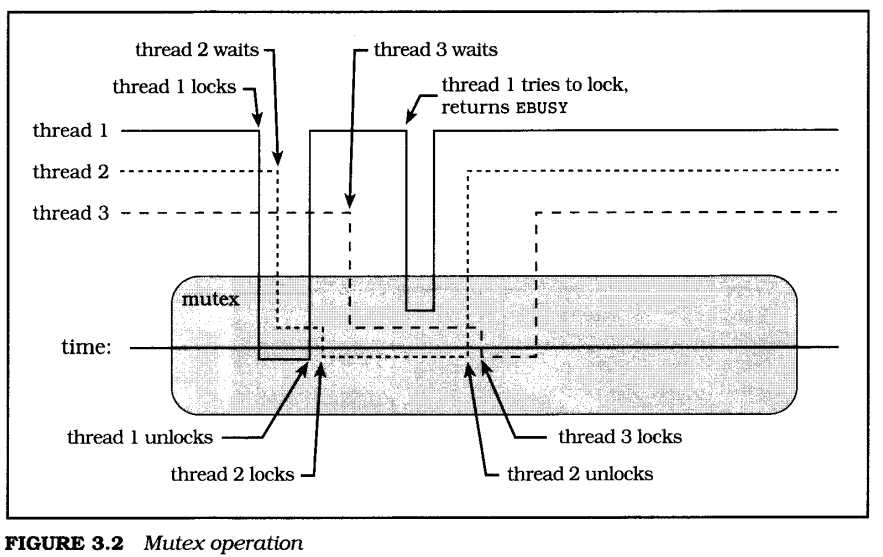 thread 2 waits
thread 3 waits
thread 1 locks
thread 1 tries to lock,
returns EBUSY
thread 1
thread 2
thread 3
mutex
time:
thread 1 unlocks
thread 3 locks
thread 2 locks
thread 2 unlocks
FIGURE 3.2 Mutex operation